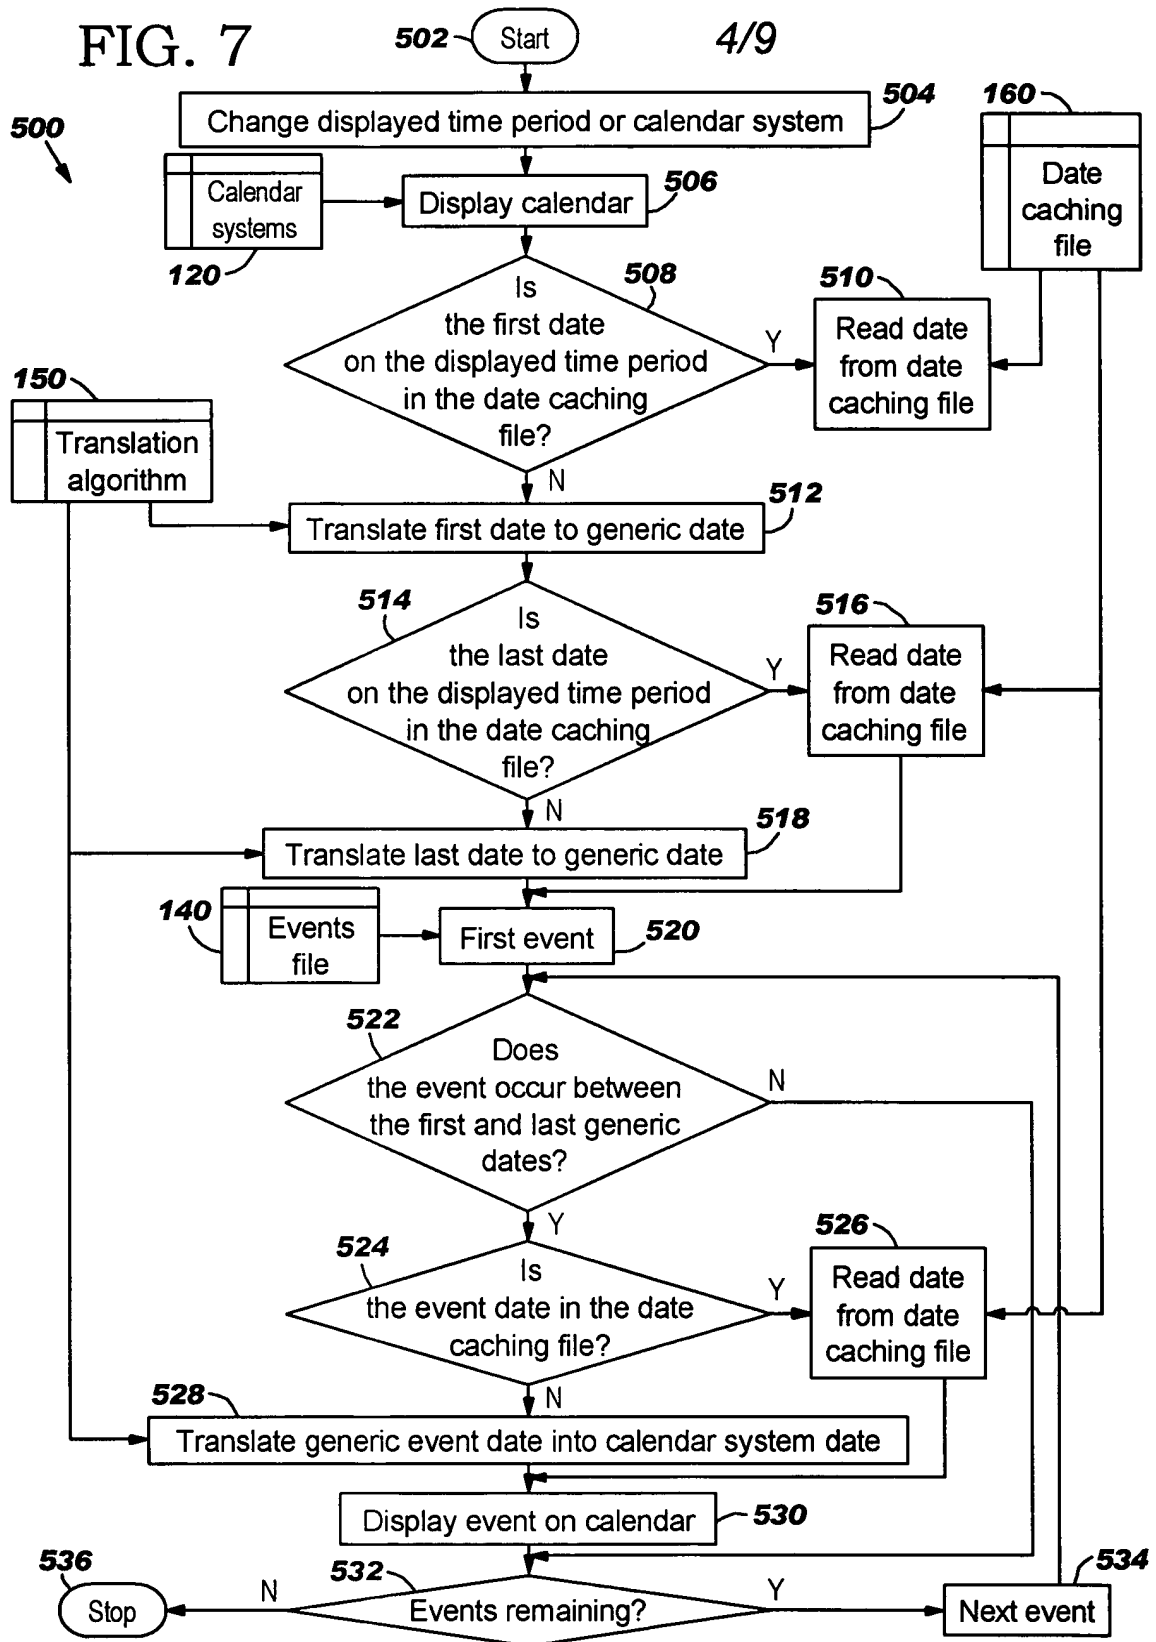 FIG. 7
4/9
502
Start
504
Change displayed time period or calendar system
160
500
Calendar
systems
120
506
Display calendar
Date
caching
file
508
Is
the first date
on the displayed time period
in the date caching
file?
Y
N
510
Read date
from date
caching file
150
Translation
algorithm
512
Translate first date to generic date
514
Is
the last date
on the displayed time period
in the date caching
file?
Y
N
516
Read date
from date
caching file
518
Translate last date to generic date
140
Events
file
First event
520
522
Does
the event occur between
the first and last generic
dates?
N
Y
524
Is
the event date in the date
caching file?
Y
N
526
Read date
from date
caching file
528
Translate generic event date into calendar system date
Display event on calendar
530
536
Stop
N
532
Events remaining?
Y
534
Next event